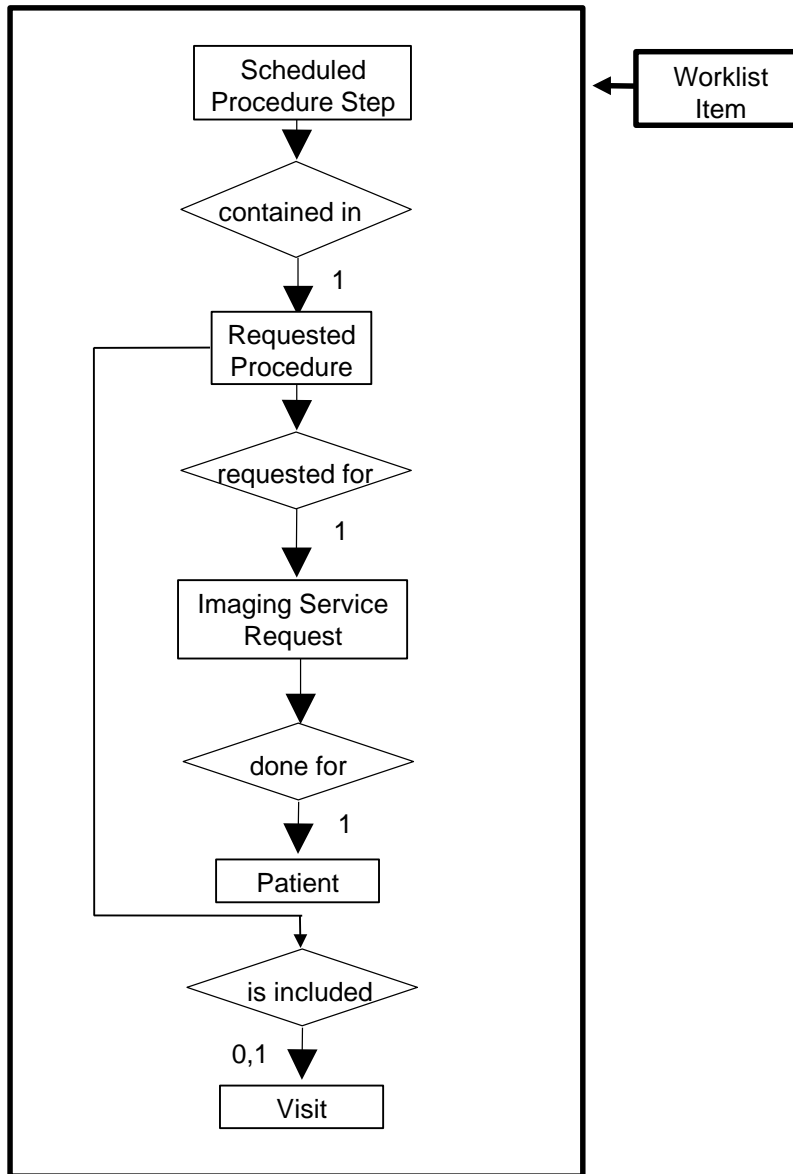 Scheduled
Procedure Step
Worklist
Item
contained in
1
Requested
Procedure
requested for
1
Imaging Service
Request
done for
1
Patient
is included
0,1
Visit